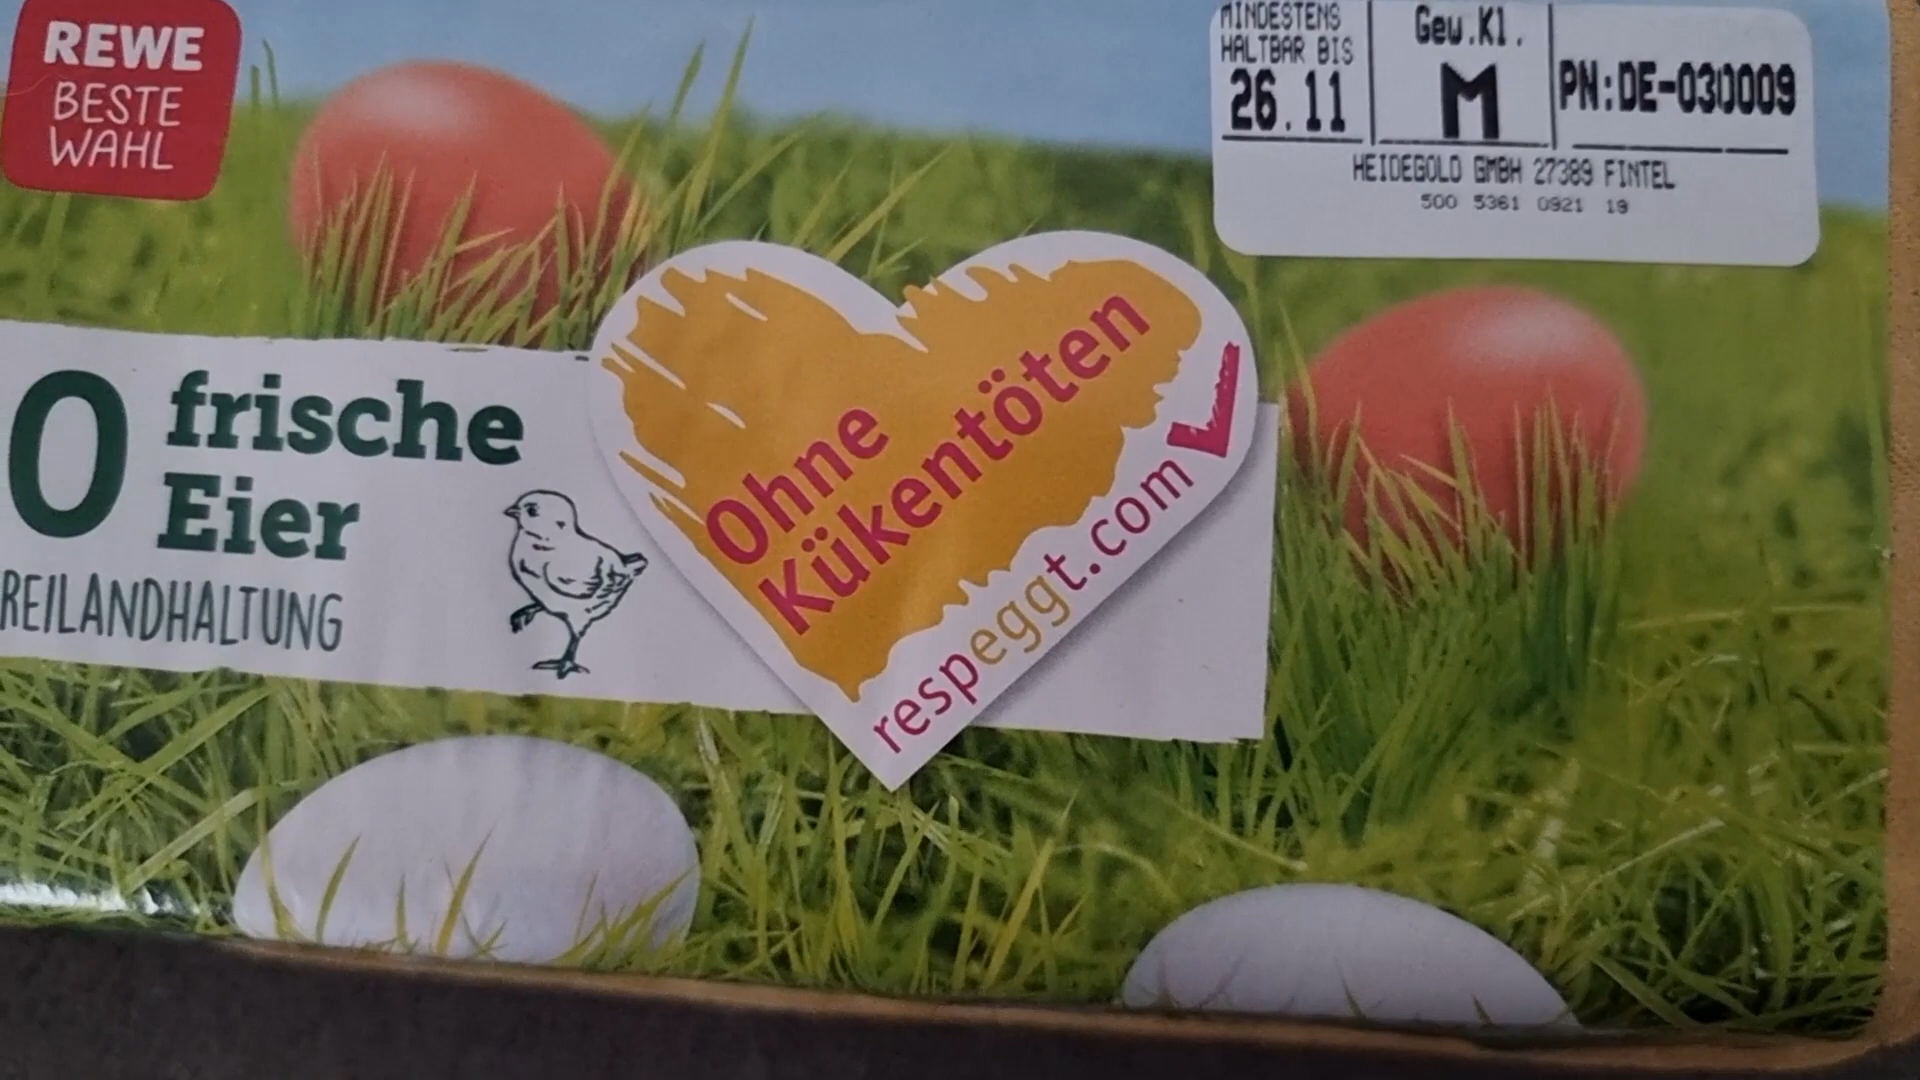 REWE
BESTE
WAHL
MINDESTENS
HALTBAR BIS
26.11
Gew.Kl.
M
PN:DE-030009
HEIDEGOLD GMBH 27389 FINTEL
500 5361 0921 19
0 frische
Eier
REILANDHALTUNG
Ohne
Kükentöten
respeggt.com